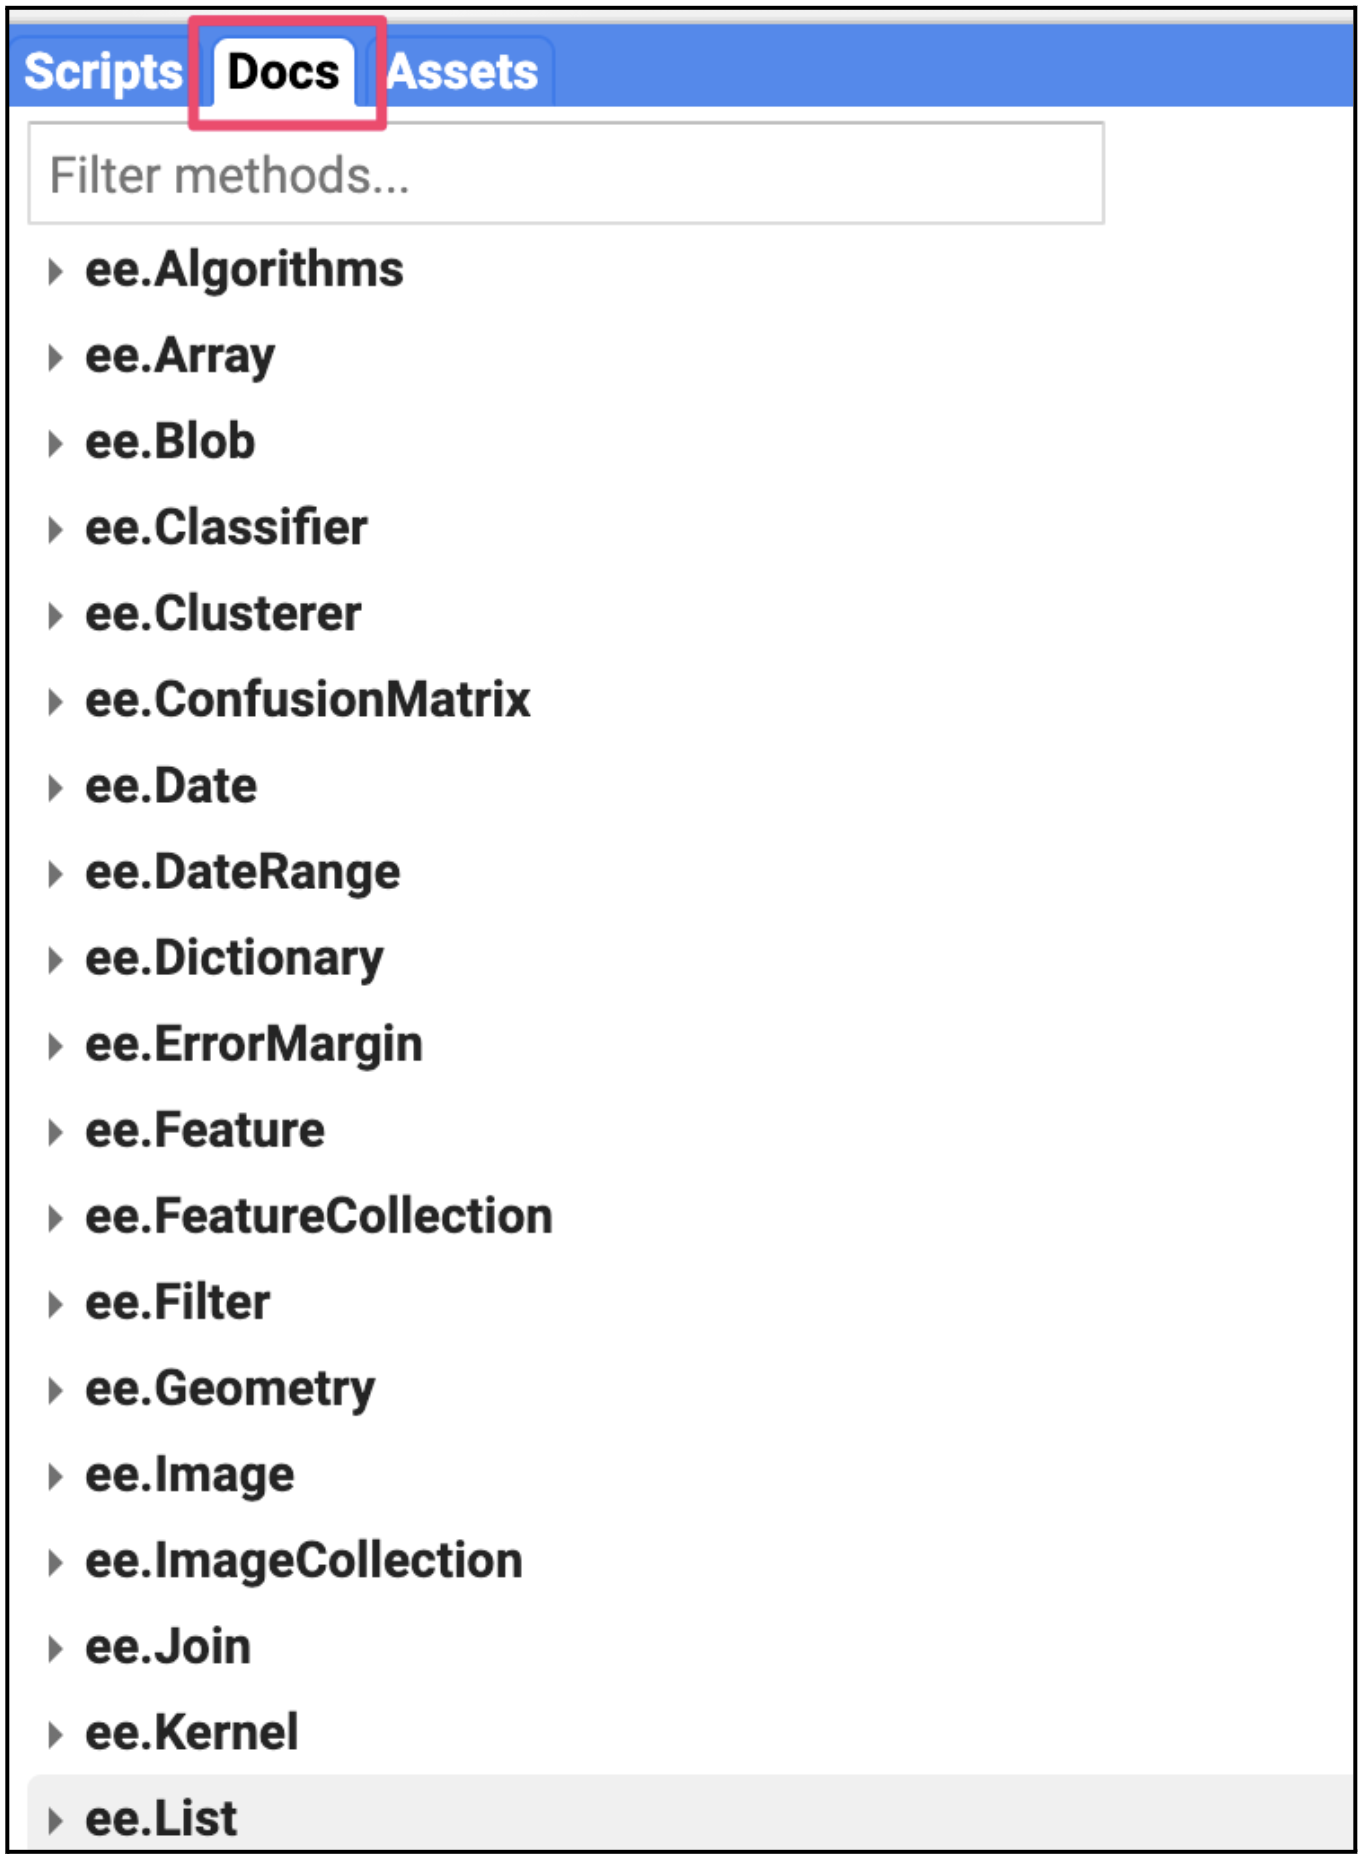 Scripts Docs Assets
Filter methods...
ee.Algorithms
ee.Array
ee.Blob
ee.Classifier
ee.Clusterer
ee.ConfusionMatrix
ee.Date
ee.DateRange
ee.Dictionary
ee.ErrorMargin
ee.Feature
ee.FeatureCollection
ee.Filter
ee.Geometry
ee.Image
ee.ImageCollection
ee.Join
ee.Kernel
ee.List